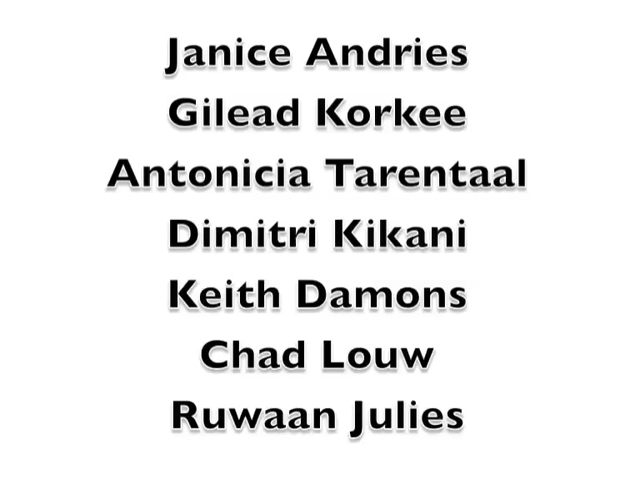 Janice Andries
Gilead Korkee
Antonicia Tarentaal
Dimitri Kikani
Keith Damons
Chad Louw
Ruwaan Julies